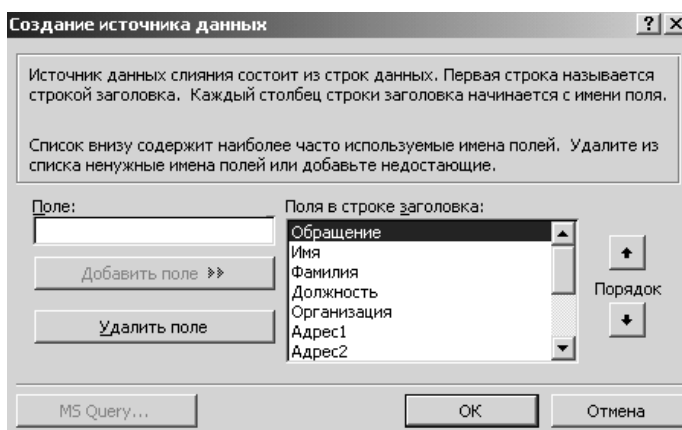 Создание источника данных
Источник данных слияния состоит из строк данных. Первая строка называется
строкой заголовка. Каждый столбец строки заголовка начинается с имени поля.
Список внизу содержит наиболее часто используемые имена полей. Удалите из
списка ненужные имена полей или добавьте недостающие.
Поле:
Поля в строке заголовка:
Добавить поле
Удалить поле
Обращение
Имя
Фамилия
Должность
Организация
Адрес1
Адрес2
Порядок
MS Query...
ОК
Отмена